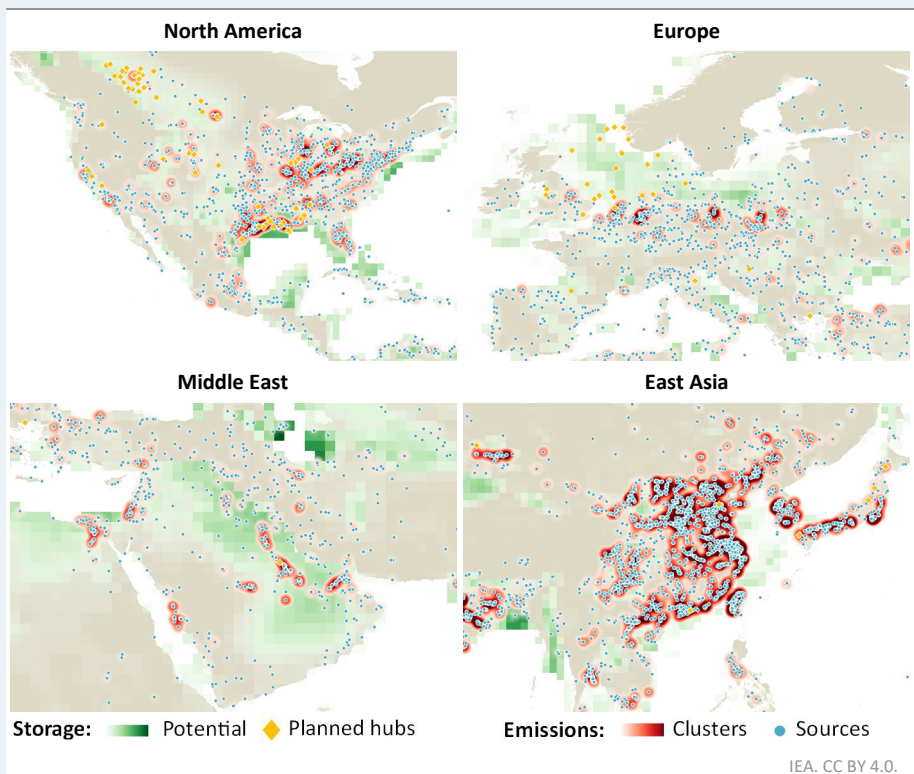 North America
Europe
Middle East
East Asia
Storage: Potential Planned hubs Emissions: Clusters Sources
IEA. CC BY 4.0.